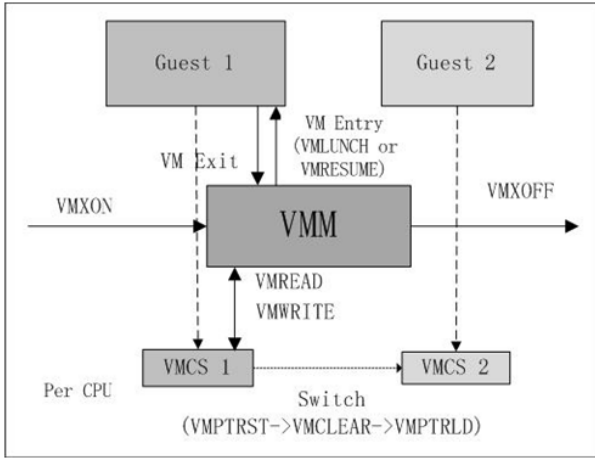 Guest 1
Guest 2
VM Exit
VM Entry
(VMLUNCH or
VMRESUME)
VMXON
VMM
VMXOFF
VMREAD
VMWRITE
VMCS 1
VMCS 2
Per CPU
Switch
(VMPTRST->VMCLEAR->VMPTRLD)